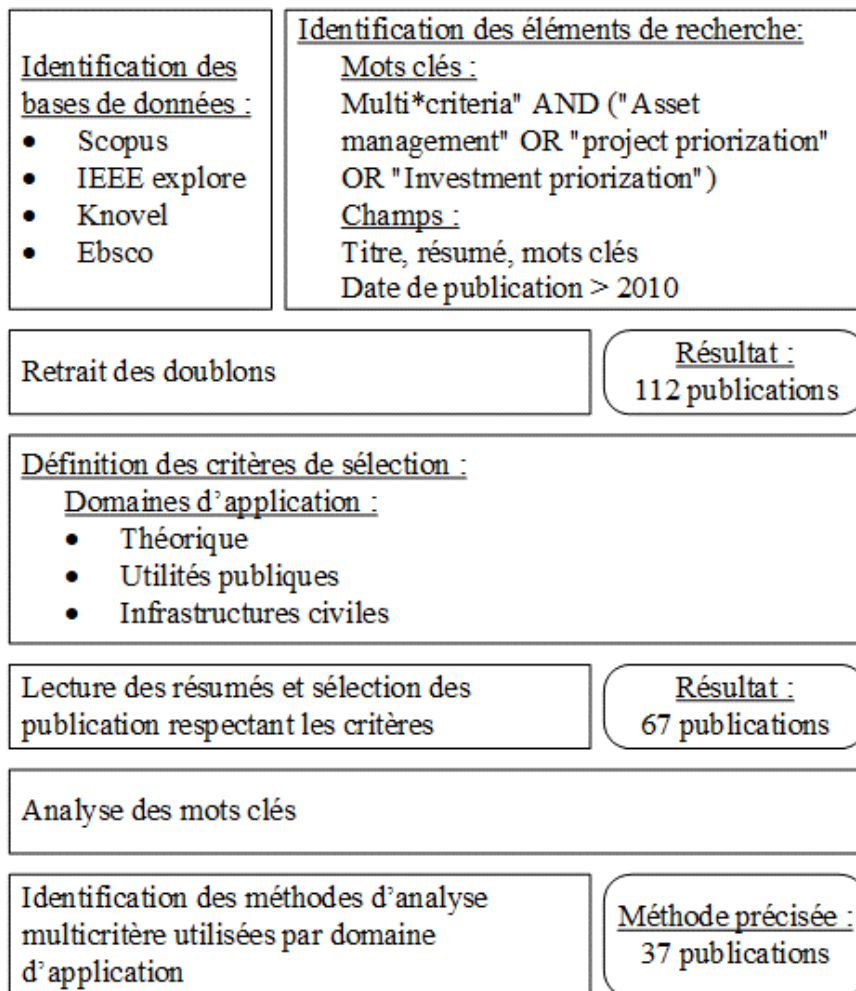 Identification des
bases de données :
• Scopus
• IEEE explore
• Knovel
• Ebsco
Identification des éléments de recherche:
Mots clés :
Multi*criteria" AND ("Asset
management" OR "project priorization"
OR "Investment priorization")
Champs :
Titre, résumé, mots clés
Date de publication > 2010
Retrait des doublons
Résultat :
112 publications
Définition des critères de sélection :
Domaines d'application :
• Théorique
• Utilités publiques
• Infrastructures civiles
Lecture des résumés et sélection des
publication respectant les critères
Résultat :
67 publications
Analyse des mots clés
Identification des méthodes d'analyse
multicritère utilisées par domaine
d'application
Méthode précisée :
37 publications